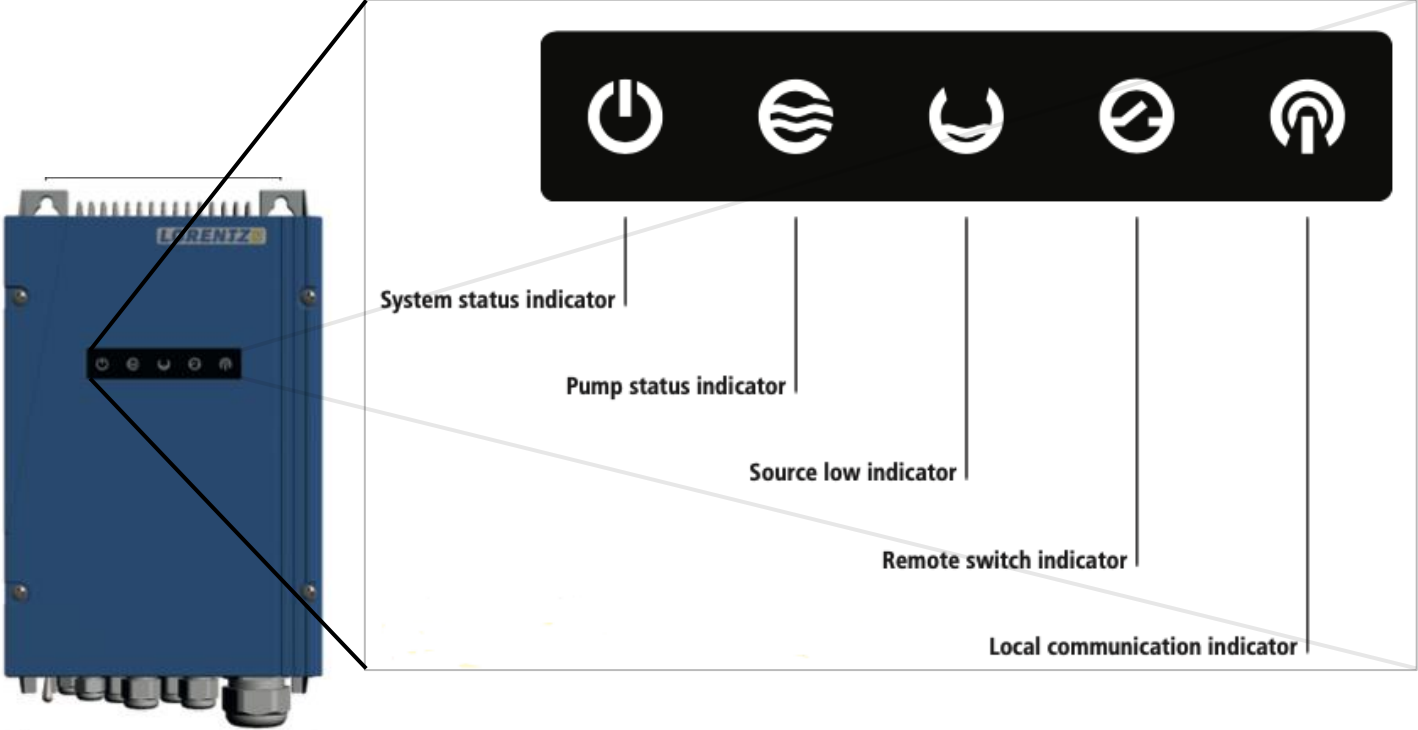 LORENTZ
System status indicator
Pump status indicator
Source low indicator
Remote switch indicator
Local communication indicator